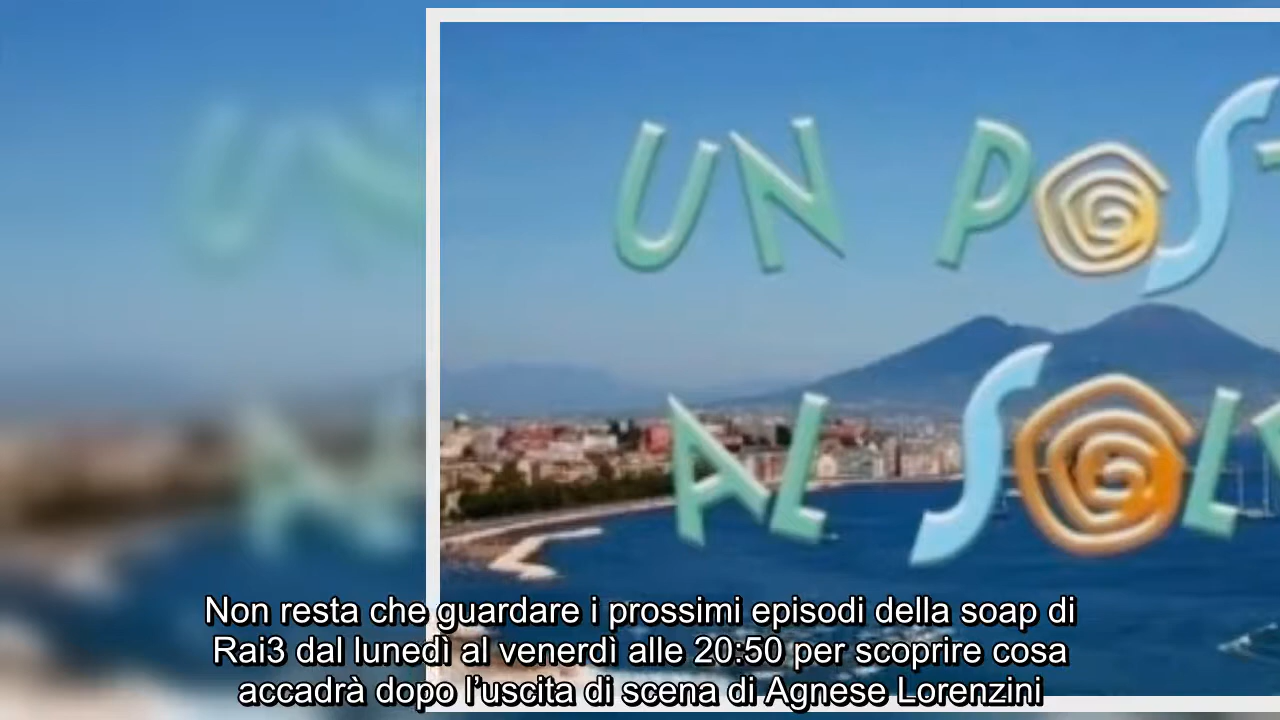 UN POST
AL SOL
Non resta che guardare i prossimi episodi della soap di
Rai3 dal lunedì al venerdì alle 20:50 per scoprire cosa
accadrà dopo l'uscita di scena di Agnese Lorenzini